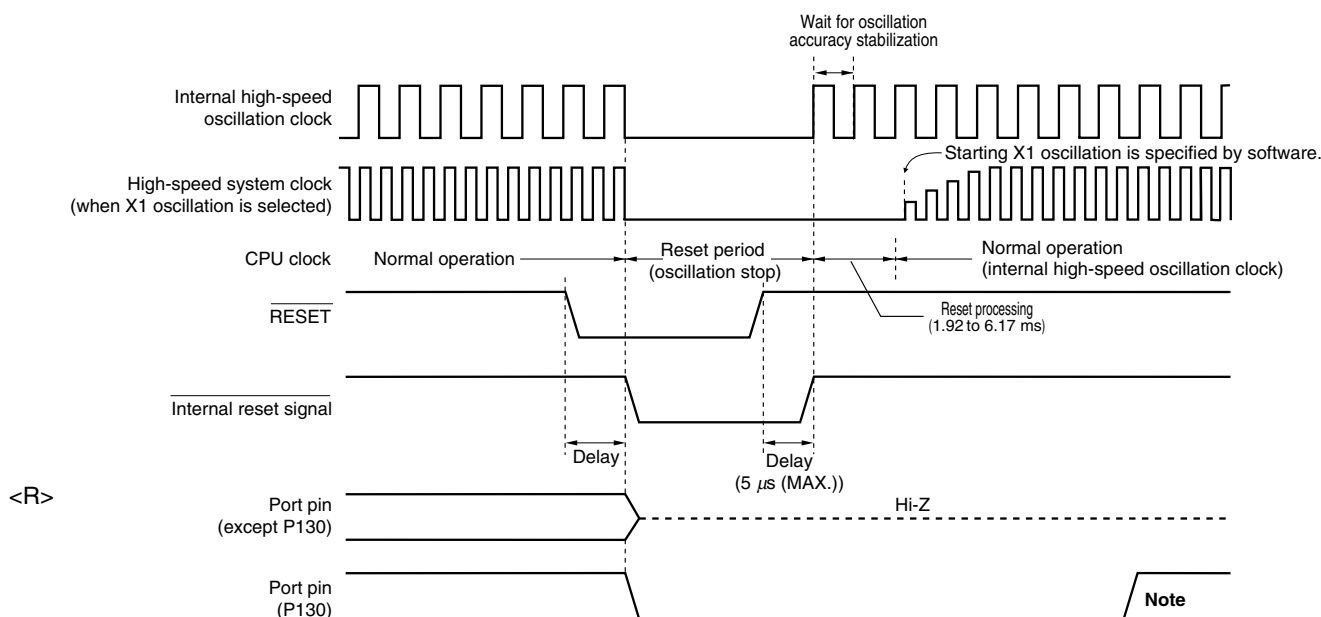 Wait for oscillation
accuracy stabilization
Internal high-speed
oscillation clock
Starting X1 oscillation is specified by software.
High-speed system clock
(when X1 oscillation is selected)
CPU clock
Normal operation
Reset period
(oscillation stop)
Normal operation
(internal high-speed oscillation clock)
Reset processing
(1.92 to 6.17 ms)
RESET
Internal reset signal
Delay
Delay
(5 μs (MAX.))
<R>
Port pin
(except P130)
Hi-Z
Port pin
(P130)
Note